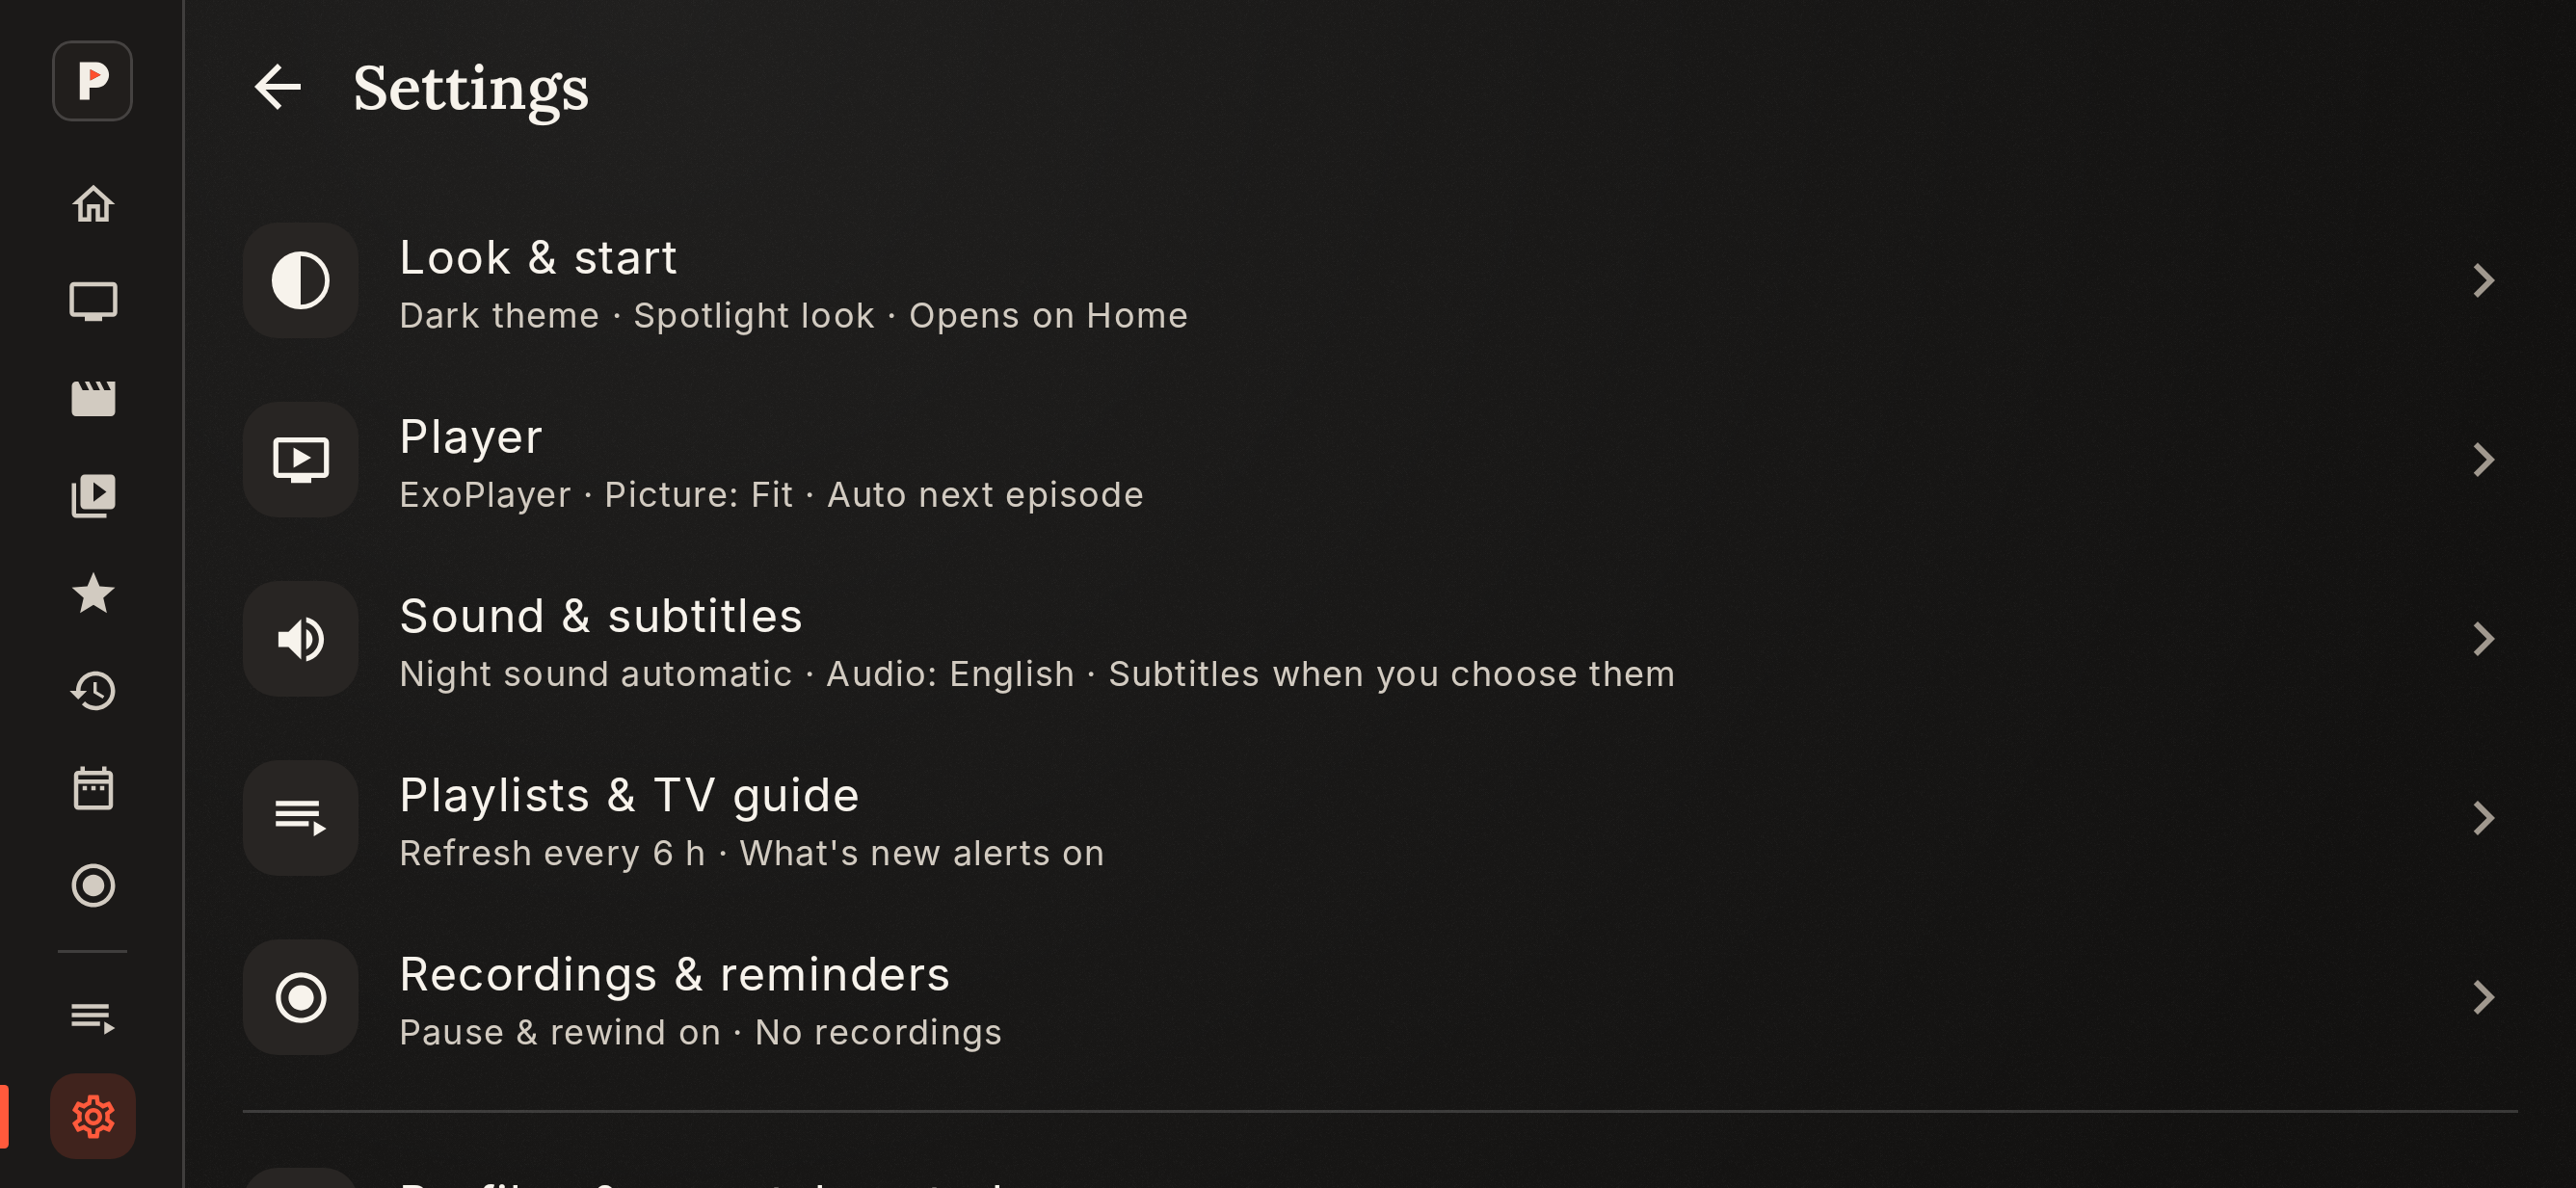 Settings
Look & start
Dark theme · Spotlight look · Opens on Home
Player
ExoPlayer · Picture: Fit · Auto next episode
Sound & subtitles
Night sound automatic · Audio: English · Subtitles when you choose them
Playlists & TV guide
Refresh every 6 h · What's new alerts on
Recordings & reminders
Pause & rewind on · No recordings